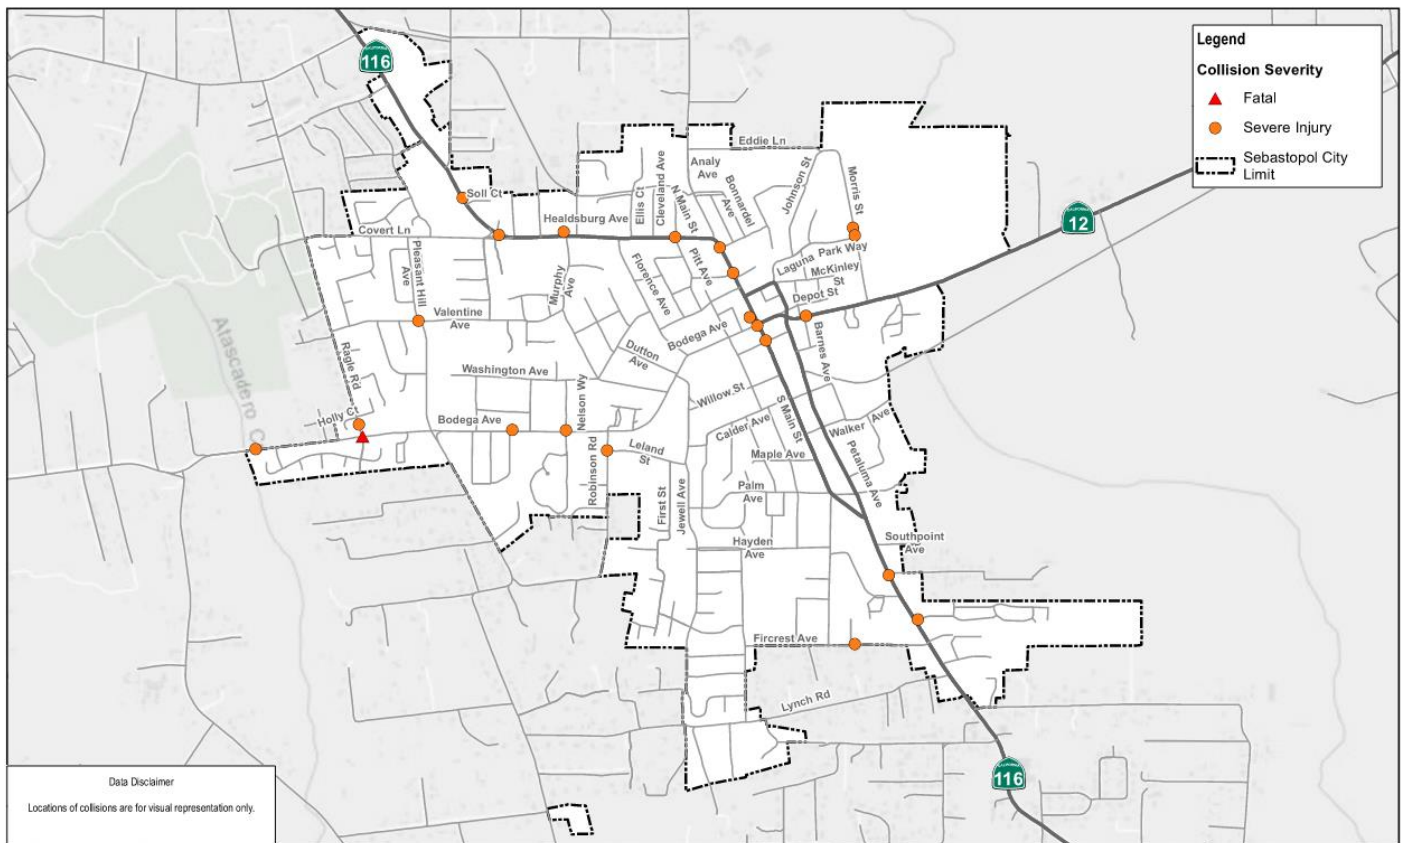 Legend
Collision Severity
Fatal
Severe Injury
Sebastopol City
Limit
CALIFORNIA
116
Soll Ct
Eddie Ln
Analy
Ave
Bonnardel
Ave
Johnson St
Morris St
Ellis Ct
Cleveland Ave
N Main St
Healdsburg Ave
Covert Ln
CALIFORNIA
12
Pleasant Hill
Ave
Murphy
Ave
Florence Ave
Pitt Ave
Laguna Park Way
McKinley
St
Depot St
Valentine
Ave
Bodega Ave
Barnes Ave
Dutton
Ave
Atascadero C
Ragle Rd
Washington Ave
Nelson Wy
Willow St
S Main St
Holly Ct
Bodega Ave
Robinson Rd
Leland
St
Calder Ave
Walker Ave
Maple Ave
Petaluma Ave
Palm
Ave
First St
Jewell Ave
Hayden
Ave
Southpoint
Ave
Fircrest Ave
Lynch Rd
CALIFORNIA
116
Data Disclaimer
Locations of collisions are for visual representation only.